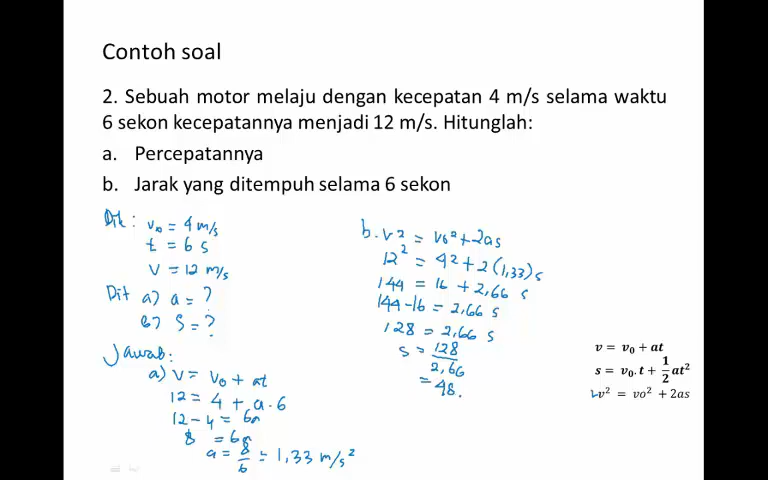 Contoh soal
2. Sebuah motor melaju dengan kecepatan 4 m/s selama waktu
6 sekon kecepatannya menjadi 12 m/s. Hitunglah:
a. Percepatannya
b. Jarak yang ditempuh selama 6 sekon
Dik: v₀ = 4 m/s
t = 6 s
V = 12 m/s
Dit a) a = ?
b) S = ?
Jawab:
a) V = V₀ + at
12 = 4 + a . 6
12 - 4 = 6a
8 = 6a
a = 8/6 = 1,33 m/s²
b. v² = v₀² + 2as
12² = 4² + 2 (1,33) s
144 = 16 + 2,66 s
144 - 16 = 2,66 s
128 = 2,66 s
s = 128/2,66
= 48.
v = v₀ + at
s = v₀.t + 1/2 at²
v² = vo² + 2as